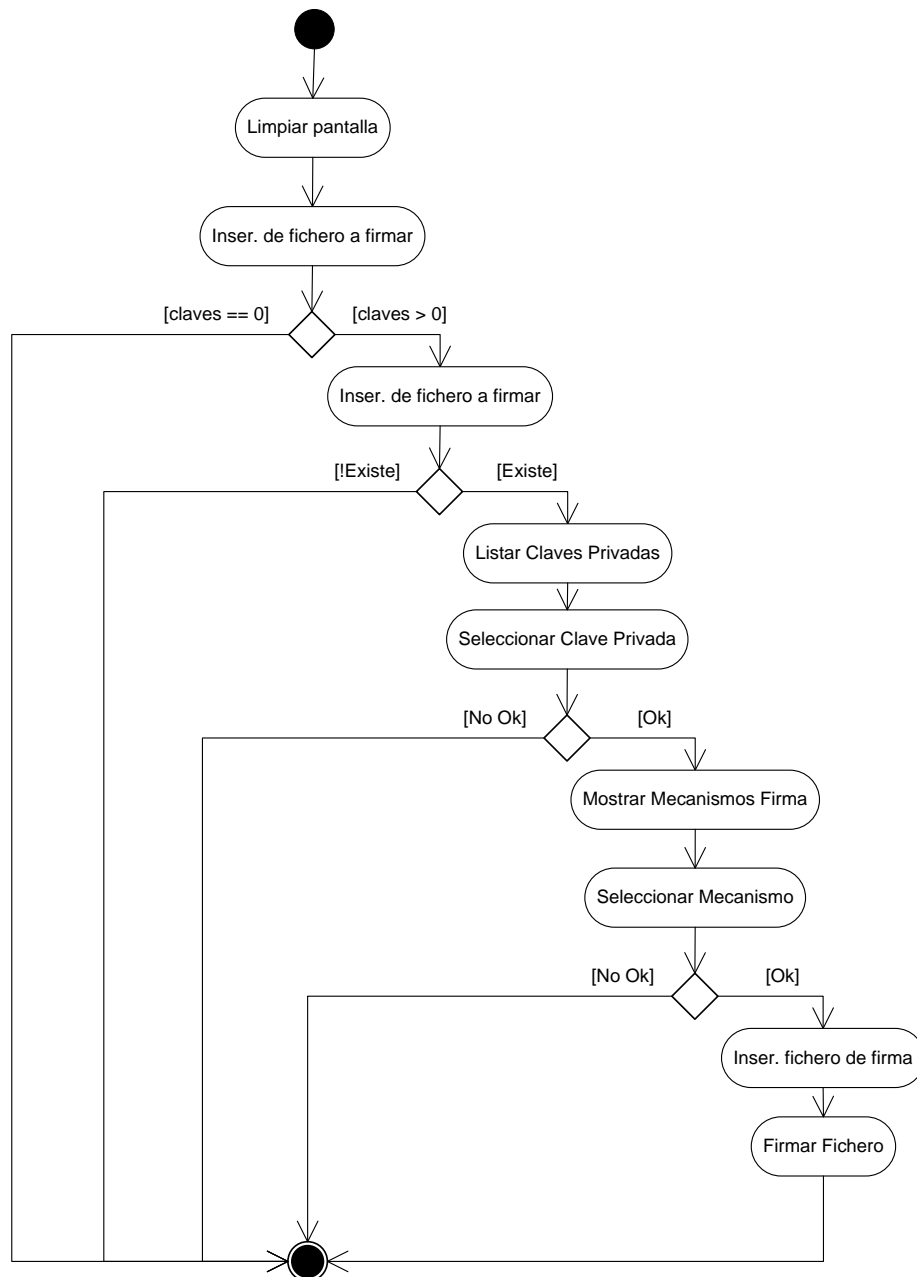 Limpiar pantalla
Inser. de fichero a firmar
[claves == 0]
[claves > 0]
Inser. de fichero a firmar
[!Existe]
[Existe]
Listar Claves Privadas
Seleccionar Clave Privada
[No Ok]
[Ok]
Mostrar Mecanismos Firma
Seleccionar Mecanismo
[No Ok]
[Ok]
Inser. fichero de firma
Firmar Fichero